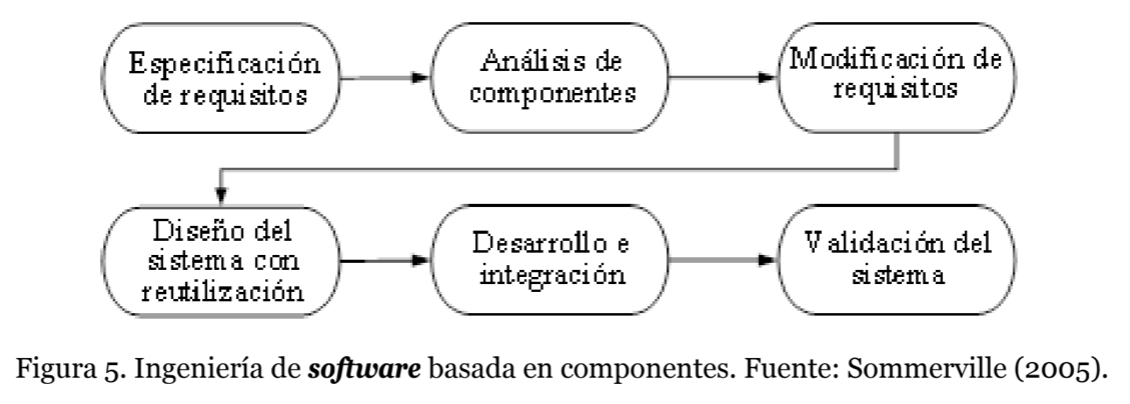 Especificación
de requisitos
Análisis de
componentes
Modificación de
requisitos
Diseño del
sistema con
reutilización
Desarrollo e
integración
Validación del
sistema
Figura 5. Ingeniería de software basada en componentes. Fuente: Sommerville (2005).